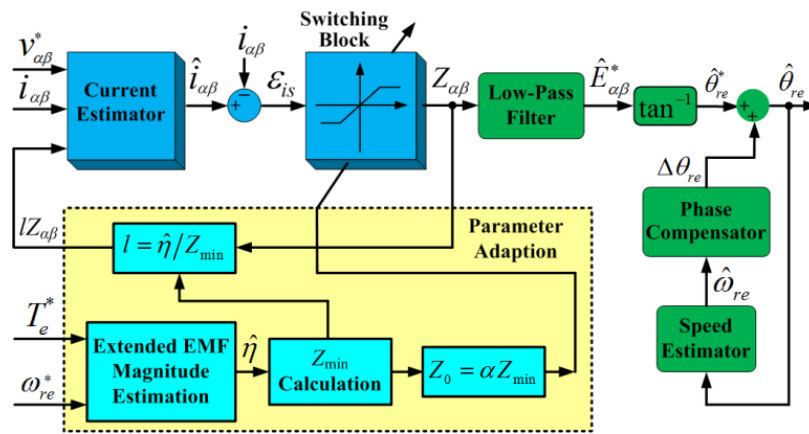 Switching
Block
v*αβ
iαβ
Current
Estimator
îαβ
iαβ
+ −
εis
Zαβ
Low-Pass
Filter
Ê*αβ
tan⁻¹
θ̂*re
+
+
θ̂re
Δθre
Phase
Compensator
ω̂re
Speed
Estimator
lZαβ
l = η̂/Zmin
Parameter
Adaption
T*e
ω*re
Extended EMF
Magnitude
Estimation
η̂
Zmin
Calculation
Z0 = αZmin